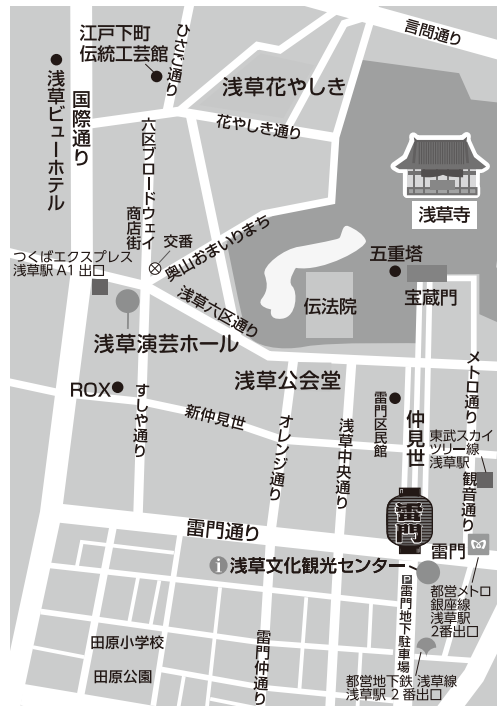 江戸下町
伝統工芸館
ひさご通り
言問通り
浅草ビューホテル
国際通り
浅草花やしき
花やしき通り
六区ブロードウェイ
商店街
交番
奥山おまいりまち
浅草寺
つくばエクスプレス
浅草駅 A1 出口
五重塔
宝蔵門
伝法院
浅草六区通り
浅草演芸ホール
浅草公会堂
メトロ通り
ROX
すしや通り
新仲見世
オレンジ通り
浅草中央通り
雷門区民館
仲見世
東武スカイ
ツリー線
浅草駅
観音通り
雷門
雷門通り
雷門
i 浅草文化観光センター
P雷門地下駐車場
都営メトロ
銀座線
浅草駅
2番出口
田原小学校
田原公園
雷門仲通り
都営地下鉄 浅草線
浅草駅 2 番出口